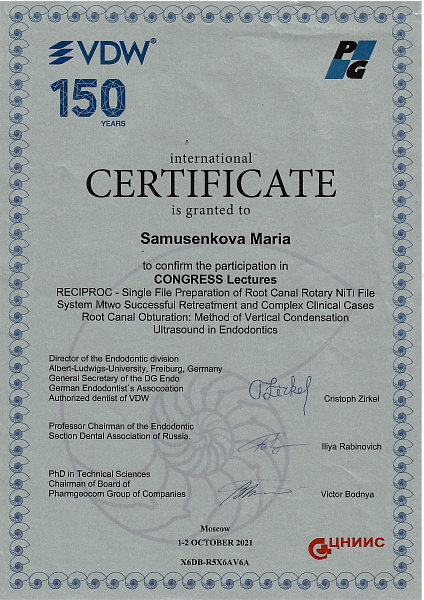 VDW®
150
YEARS
PG
international
CERTIFICATE
is granted to
Samusenkova Maria
to confirm the participation in
CONGRESS Lectures
RECIPROC - Single File Preparation of Root Canal Rotary NiTi File
System Mtwo Successful Retreatment and Complex Clinical Cases
Root Canal Obturation: Method of Vertical Condensation
Ultrasound in Endodontics
Director of the Endodontic division
Albert-Ludwigs-University, Freiburg, Germany
General Secretary of the DG Endo
German Endodontist`s Assocoation
Authorized dentist of VDW
Cristoph Zirkel
Professor Chairman of the Endodontic
Section Dental Association of Russia.
Iliya Rabinovich
PhD in Technical Sciences
Chairman of Board of
Pharmgeocom Group of Companies
Victor Bodnya
Moscow
1-2 OCTOBER 2021
X6DB-R5X6AV6A
ЦНИИС